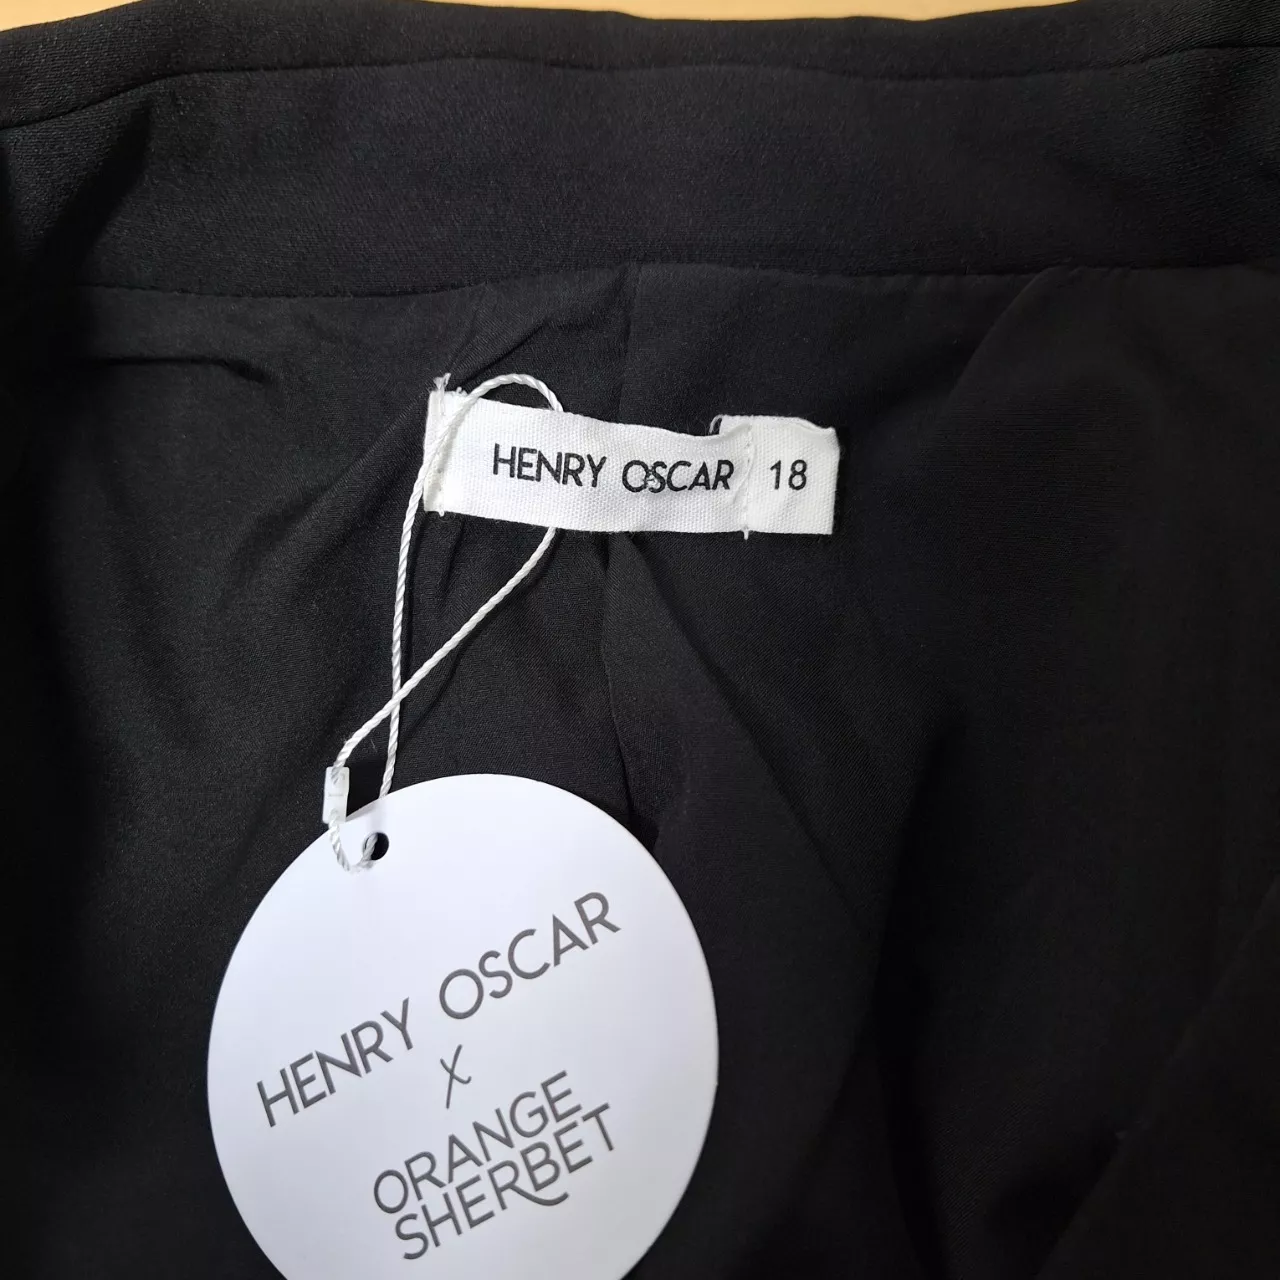 HENRY OSCAR 18
HENRY OSCAR
X
ORANGE
SHERBET